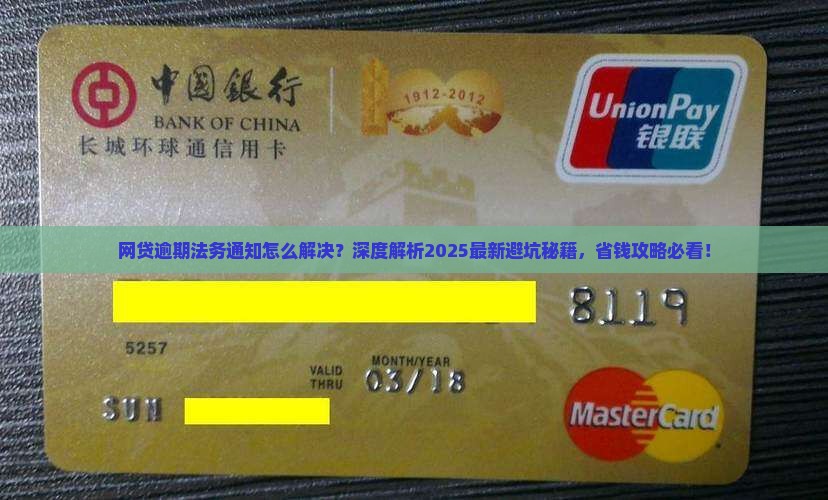 中國銀行
BANK OF CHINA
长城环球通信用卡
1912-2012
UnionPay
银联
网贷逾期法务通知怎么解决？深度解析2025最新避坑秘籍，省钱攻略必看！
8119
5257
VALID THRU
MONTH/YEAR
03/18
SUN
MasterCard